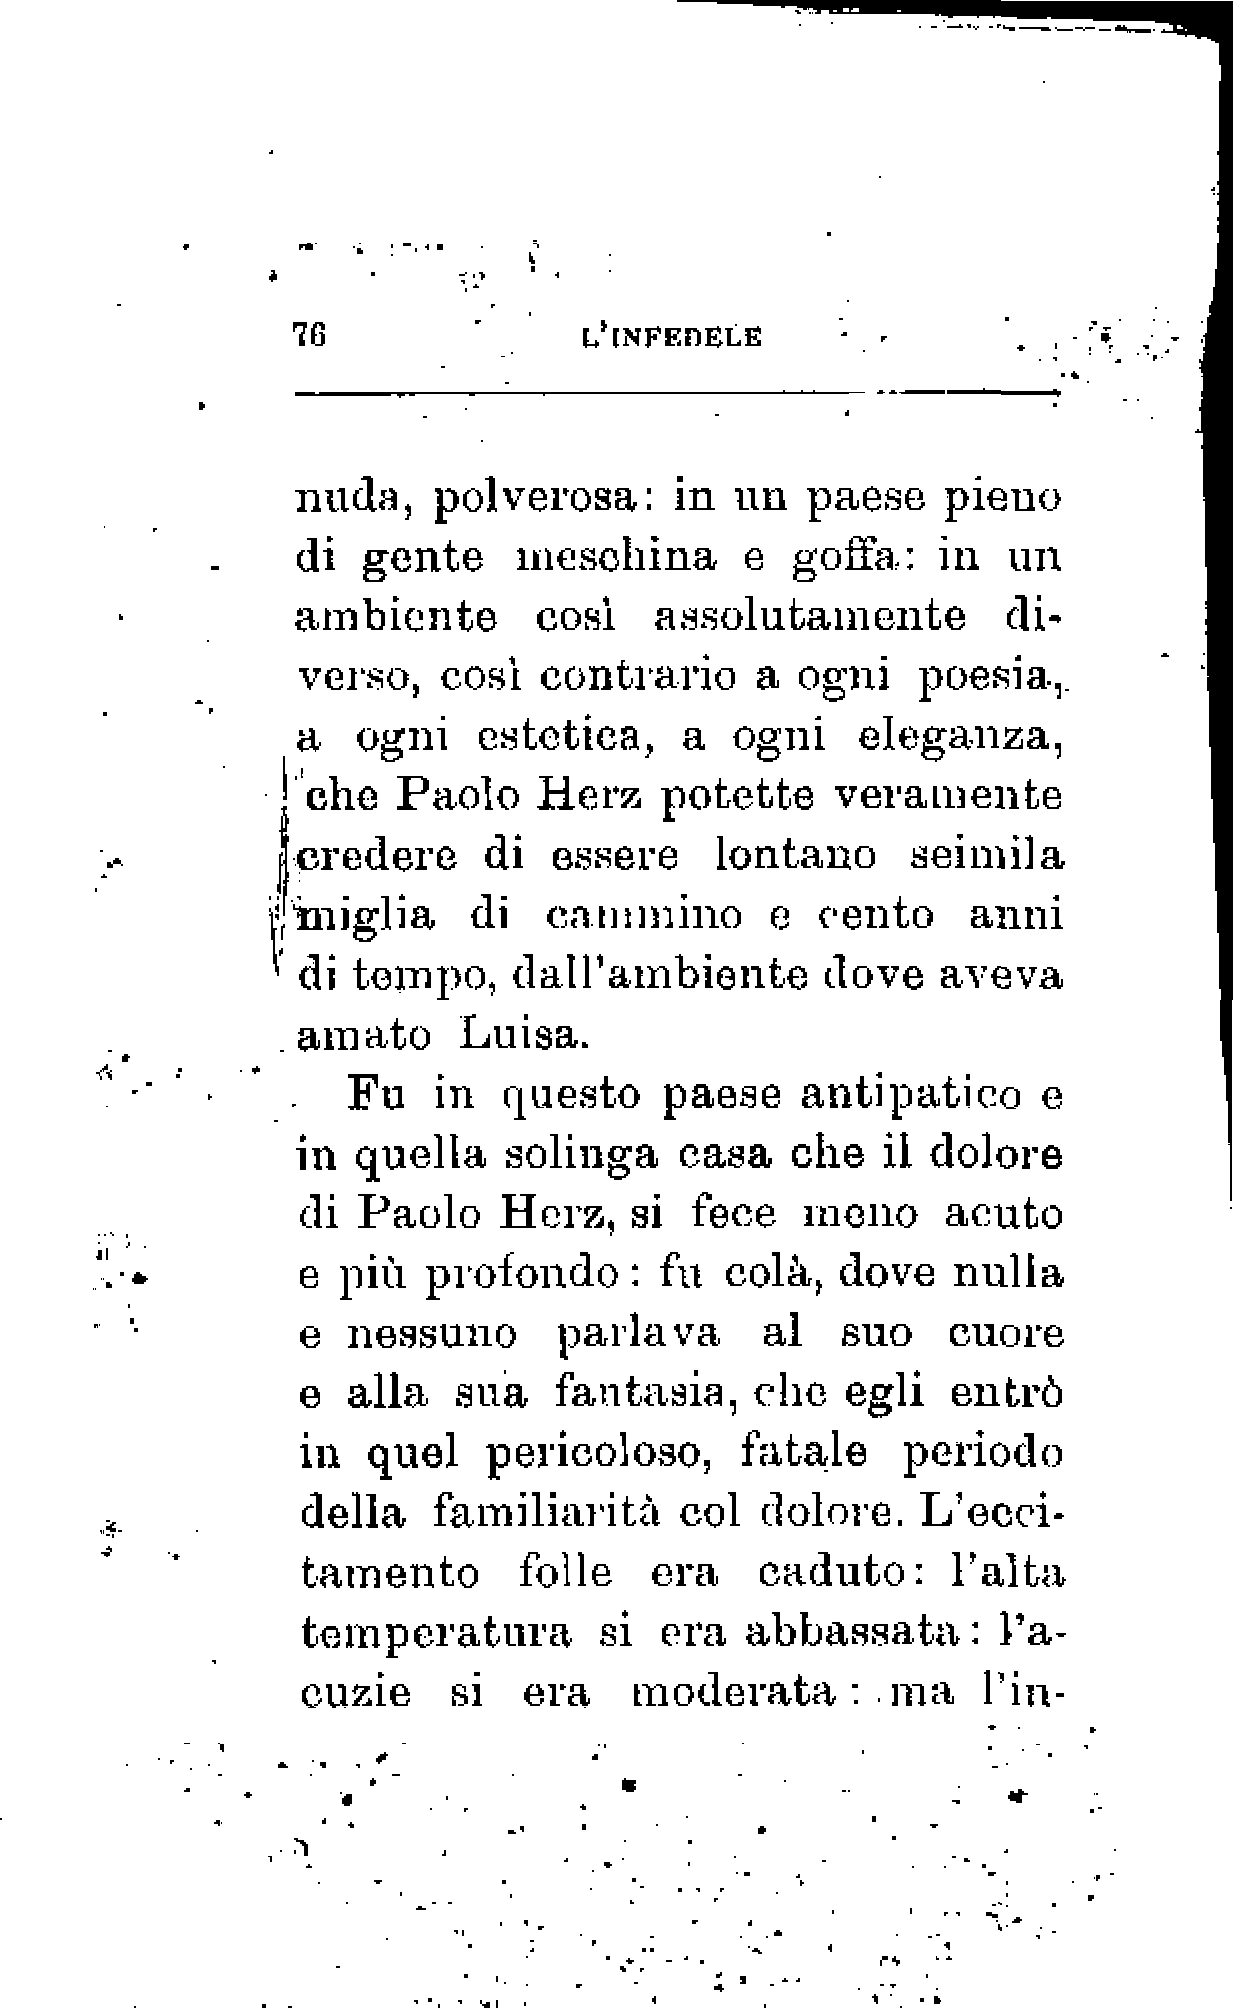 76 L'INFEDELE
nuda, polverosa: in un paese pieno
di gente meschina e goffa: in un
ambiente così assolutamente di-
verso, così contrario a ogni poesia,
a ogni estetica, a ogni eleganza,
che Paolo Herz potette veramente
credere di essere lontano seimila
miglia di cammino e cento anni
di tempo, dall'ambiente dove aveva
amato Luisa.
Fu in questo paese antipatico e
in quella solinga casa che il dolore
di Paolo Herz, si fece meno acuto
e più profondo: fu colà, dove nulla
e nessuno parlava al suo cuore
e alla sua fantasia, che egli entrò
in quel pericoloso, fatale periodo
della familiarità col dolore. L'ecci-
tamento folle era caduto: l'alta
temperatura si era abbassata: l'a-
cuzie si era moderata: ma l'in-